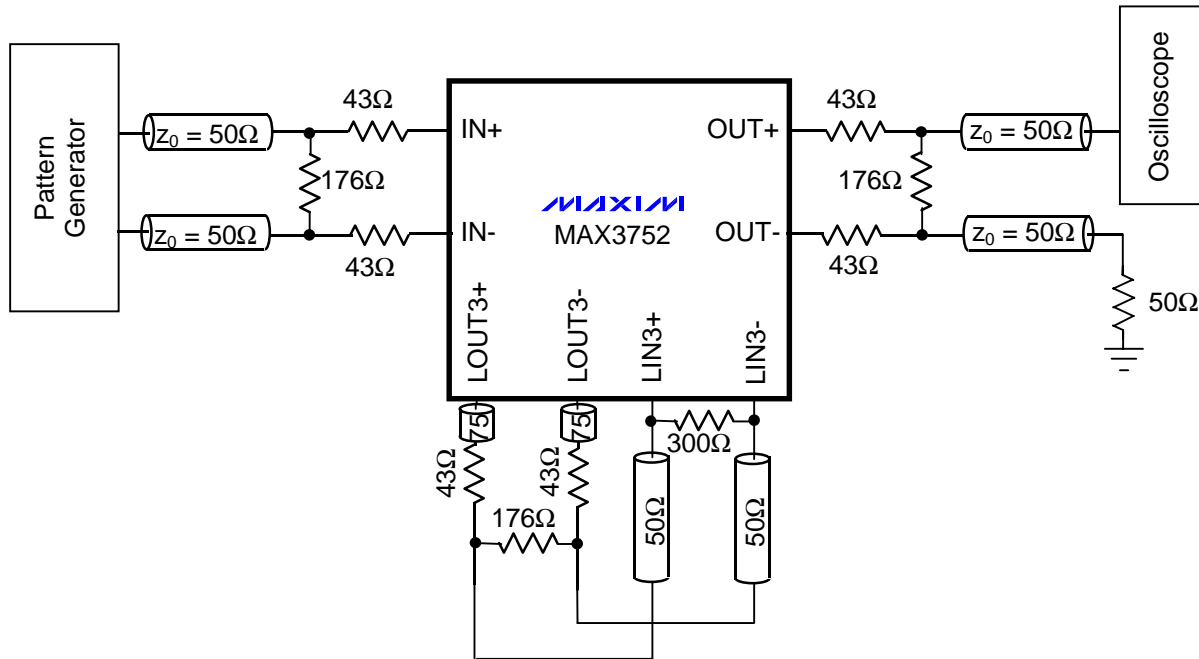 Pattern
Generator
z0 = 50Ω
z0 = 50Ω
43Ω
176Ω
43Ω
IN+
IN-
OUT+
OUT-
MAXIM
MAX3752
LOUT3+
LOUT3-
LIN3+
LIN3-
43Ω
176Ω
43Ω
z0 = 50Ω
z0 = 50Ω
Oscilloscope
50Ω
75
75
43Ω
43Ω
176Ω
300Ω
50Ω
50Ω